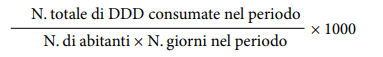 N. totale di DDD consumate nel periodo
N. di abitanti × N. giorni nel periodo × 1000